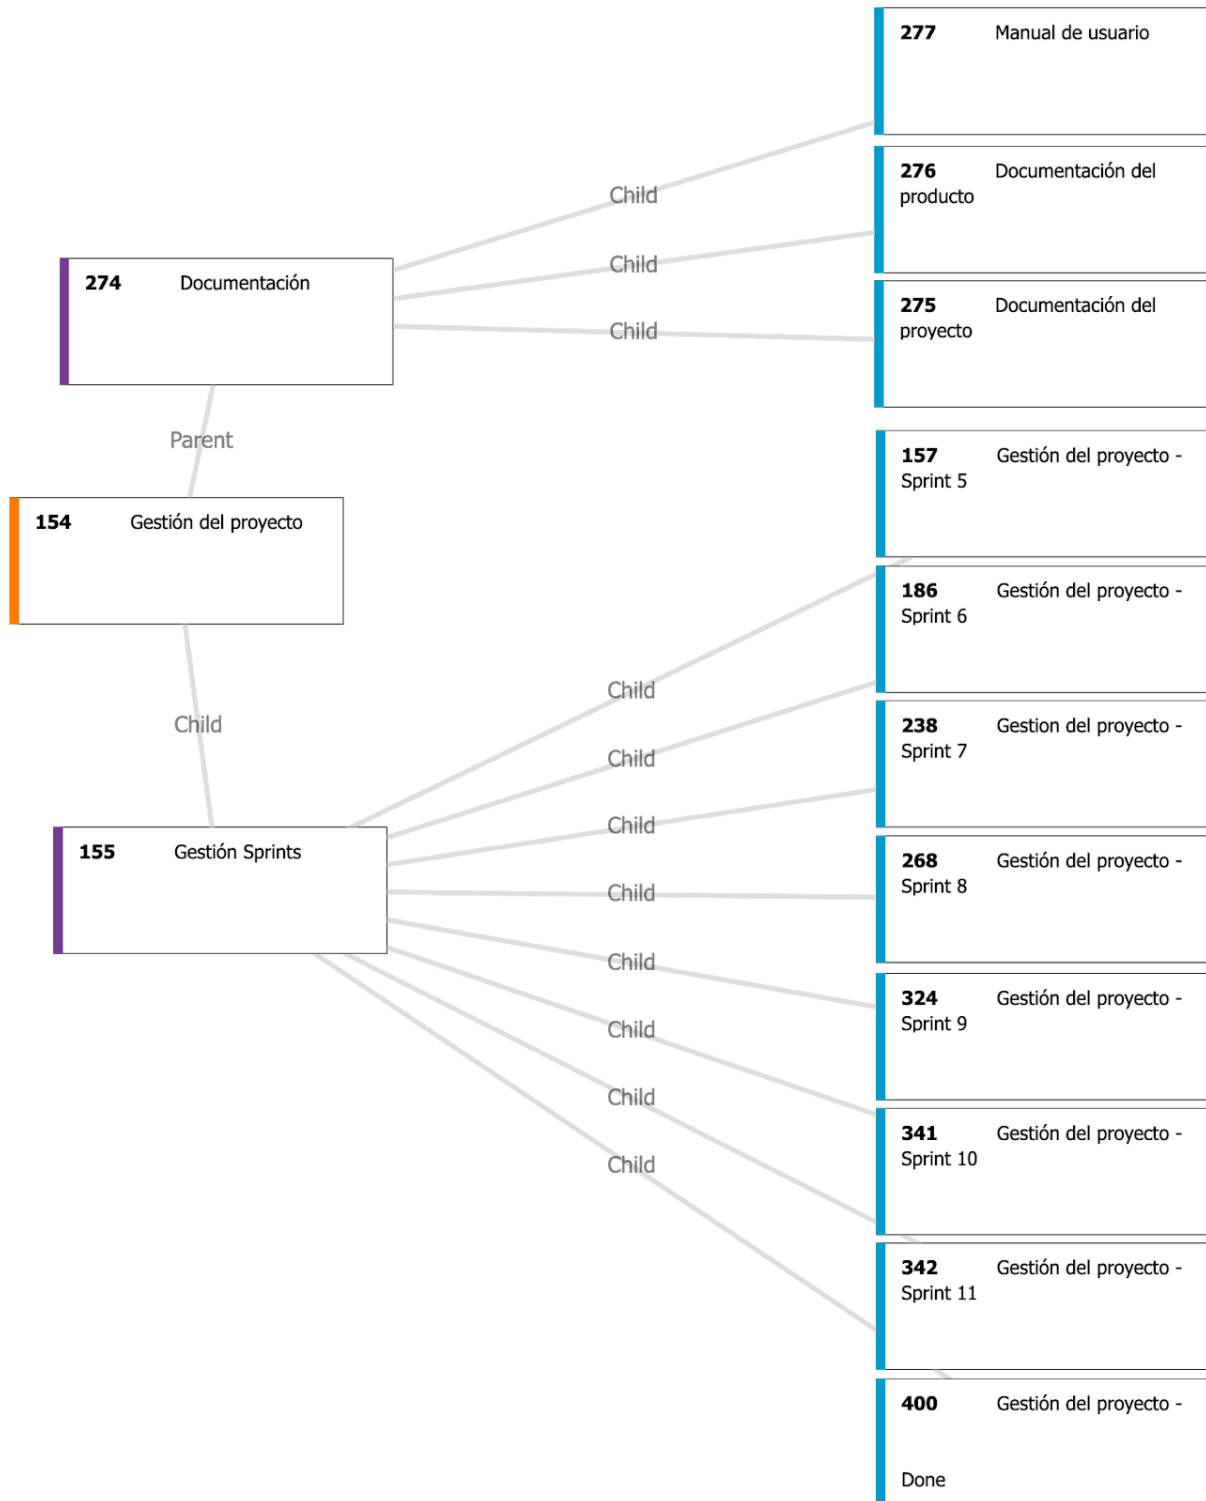 277 Manual de usuario
276 Documentación del
producto
Child
Child
274 Documentación
275 Documentación del
proyecto
Child
Parent
157 Gestión del proyecto -
Sprint 5
154 Gestión del proyecto
186 Gestión del proyecto -
Sprint 6
Child
Child
238 Gestion del proyecto -
Sprint 7
Child
Child
155 Gestión Sprints
268 Gestión del proyecto -
Sprint 8
Child
Child
324 Gestión del proyecto -
Sprint 9
Child
Child
341 Gestión del proyecto -
Sprint 10
Child
342 Gestión del proyecto -
Sprint 11
400 Gestión del proyecto -
Done